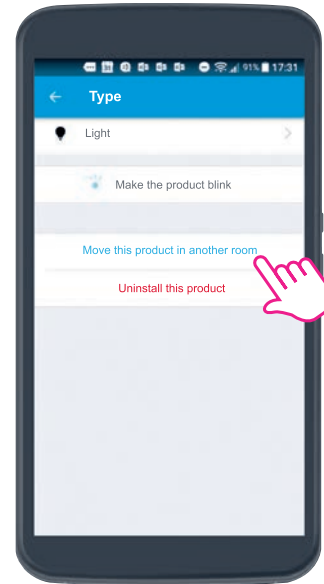 91% 17:31
Type
Light
Make the product blink
Move this product in another room
Uninstall this product